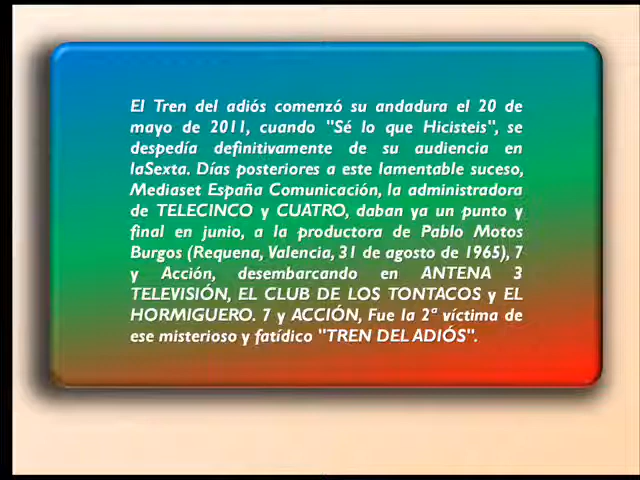 El Tren del adiós comenzó su andadura el 20 de
mayo de 2011, cuando "Sé lo que Hicisteis", se
despedía definitivamente de su audiencia en
laSexta. Días posteriores a este lamentable suceso,
Mediaset España Comunicación, la administradora
de TELECINCO y CUATRO, daban ya un punto y
final en junio, a la productora de Pablo Motos
Burgos (Requena, Valencia, 31 de agosto de 1965), 7
y Acción, desembarcando en ANTENA 3
TELEVISIÓN, EL CLUB DE LOS TONTACOS y EL
HORMIGUERO. 7 y ACCIÓN, Fue la 2ª víctima de
ese misterioso y fatídico "TREN DEL ADIÓS".